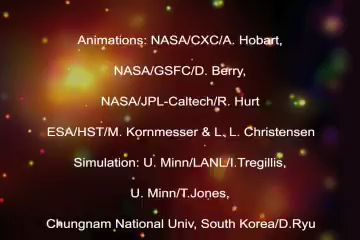 Animations: NASA/CXC/A. Hobart,
NASA/GSFC/D. Berry,
NASA/JPL-Caltech/R. Hurt
ESA/HST/M. Kornmesser & L. L. Christensen
Simulation: U. Minn/LANL/I.Tregillis,
U. Minn/T.Jones,
Chungnam National Univ, South Korea/D.Ryu